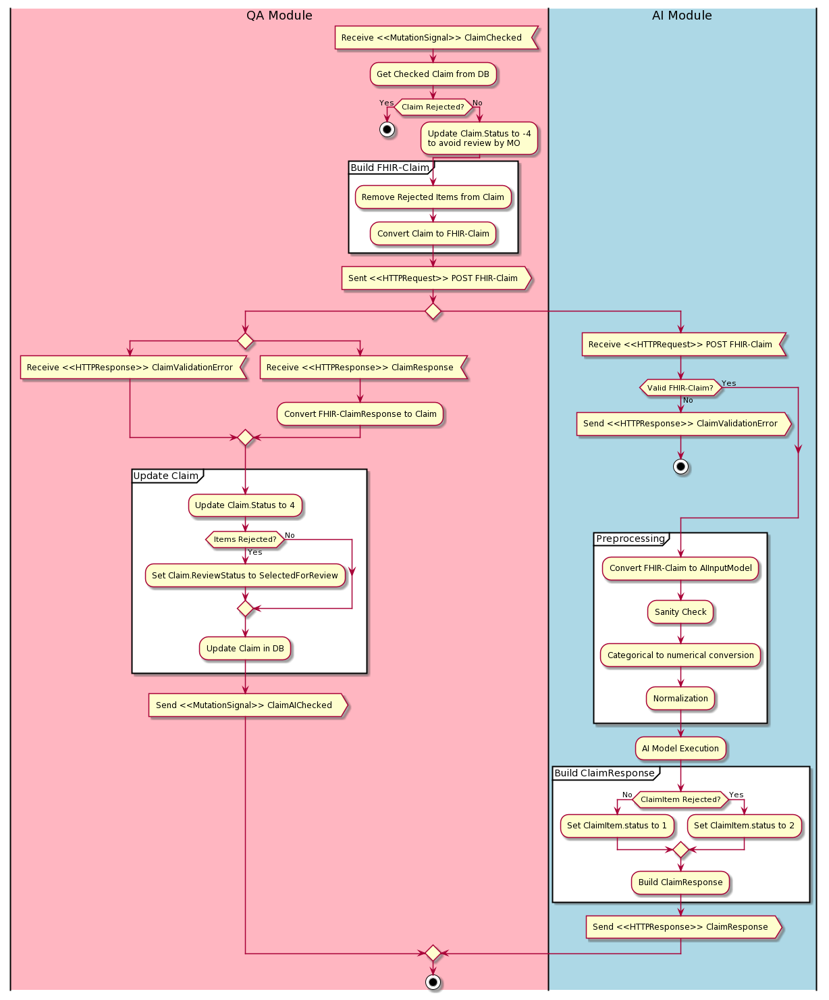 QA Module
AI Module
Receive <<MutationSignal>> ClaimChecked
Get Checked Claim from DB
Claim Rejected?
Yes
No
Update Claim.Status to -4
to avoid review by MO
Build FHIR-Claim
Remove Rejected Items from Claim
Convert Claim to FHIR-Claim
Sent <<HTTPRequest>> POST FHIR-Claim
Receive <<HTTPResponse>> ClaimValidationError
Receive <<HTTPResponse>> ClaimResponse
Convert FHIR-ClaimResponse to Claim
Update Claim
Update Claim.Status to 4
Items Rejected?
No
Yes
Set Claim.ReviewStatus to SelectedForReview
Update Claim in DB
Send <<MutationSignal>> ClaimAIChecked
Receive <<HTTPRequest>> POST FHIR-Claim
Valid FHIR-Claim?
Yes
No
Send <<HTTPResponse>> ClaimValidationError
Preprocessing
Convert FHIR-Claim to AIInputModel
Sanity Check
Categorical to numerical conversion
Normalization
AI Model Execution
Build ClaimResponse
ClaimItem Rejected?
No
Yes
Set ClaimItem.status to 1
Set ClaimItem.status to 2
Build ClaimResponse
Send <<HTTPResponse>> ClaimResponse